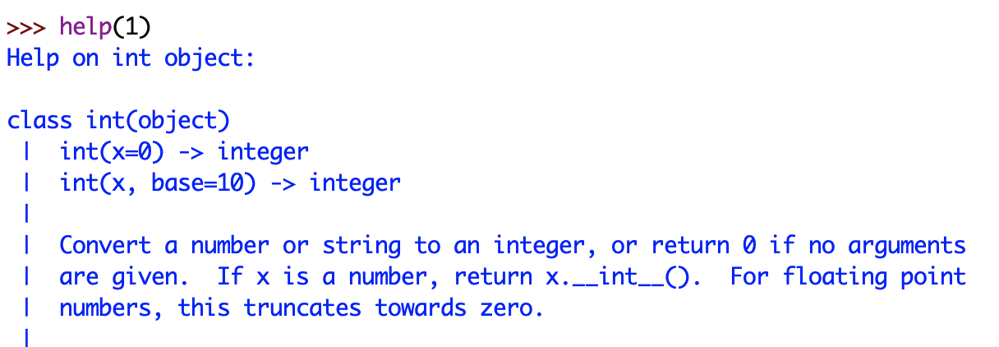 >>> help(1)
Help on int object:

class int(object)
 |  int(x=0) -> integer
 |  int(x, base=10) -> integer
 |
 |  Convert a number or string to an integer, or return 0 if no arguments
 |  are given.  If x is a number, return x.__int__().  For floating point
 |  numbers, this truncates towards zero.
 |